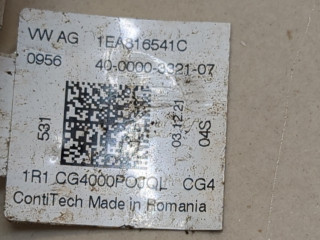 VW AG 1EA816541C
0956 40-0000-3321-07
531
03.12.21
04S
1R1 CG4000PO0QL CG4
ContiTech Made in Romania